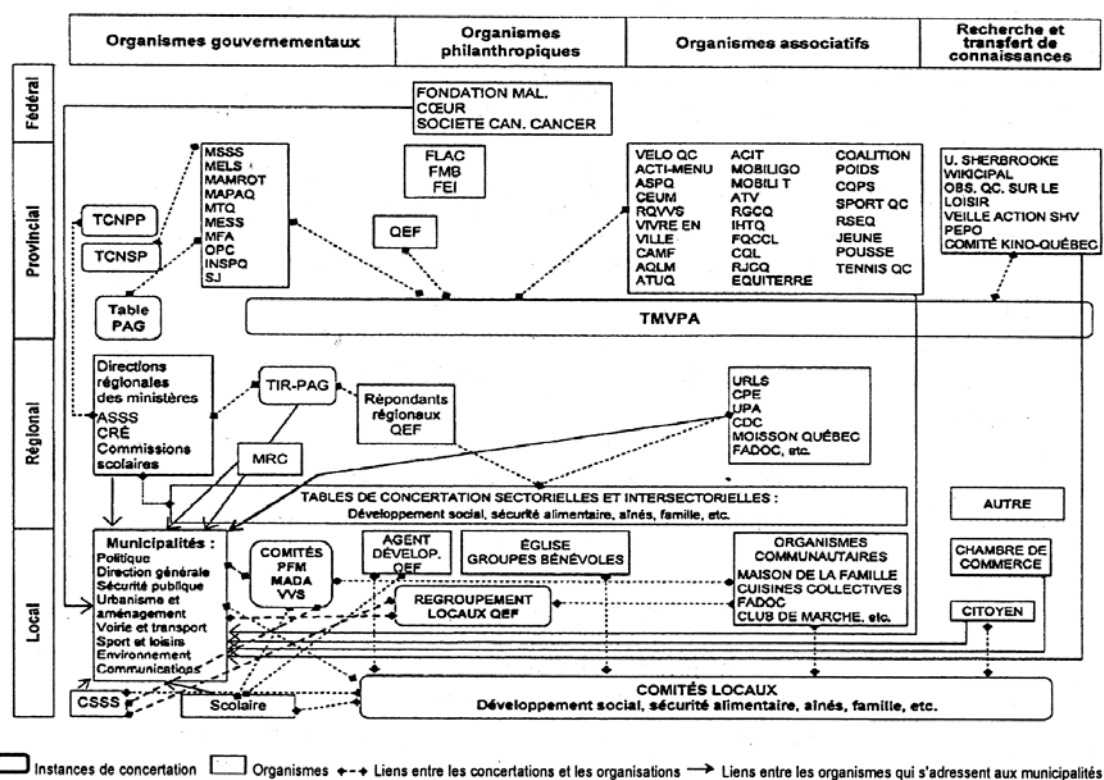 Organismes gouvernementaux
Organismes
philanthropiques
Organismes associatifs
Recherche et
transfert de
connaissances
Fédéral
FONDATION MAL.
CŒUR
SOCIETE CAN. CANCER
Provincial
TCNPP
TCNSP
Table
PAG
MSSS
MELS
MAMROT
MAPAQ
MTQ
MESS
MFA
OPC
INSPQ
SJ
FLAC
FMB
FEI
QEF
VELO QC
ACTI-MENU
ASPQ
CEUM
RQVVS
VIVRE EN
VILLE
CAMF
AQLM
ATUQ
ACIT
MOBILIGO
MOBILI T
ATV
RGCQ
IHTQ
FQCCL
CQL
RJCQ
EQUITERRE
COALITION
POIDS
CQPS
SPORT QC
RSEQ
JEUNE
POUSSE
TENNIS QC
U. SHERBROOKE
WIKICIPAL
OBS. QC. SUR LE
LOISIR
VEILLE ACTION SHV
PEPO
COMITÉ KINO-QUÉBEC
TMVPA
Régional
Directions
régionales
des ministères
ASSS
CRÉ
Commissions
scolaires
TIR-PAG
MRC
Répondants
régionaux
QEF
URLS
CPE
UPA
CDC
MOISSON QUÉBEC
FADOC, etc.
TABLES DE CONCERTATION SECTORIELLES ET INTERSECTORIELLES :
Développement social, sécurité alimentaire, aînés, famille, etc.
AUTRE
Local
Municipalités :
Politique
Direction générale
Sécurité publique
Urbanisme et
aménagement
Voirie et transport
Sport et loisirs
Environnement
Communications
COMITÉS
PFM
MADA
VVS
AGENT
DÉVELOP.
QEF
ÉGLISE
GROUPES BÉNÉVOLES
REGROUPEMENT
LOCAUX QEF
ORGANISMES
COMMUNAUTAIRES
MAISON DE LA FAMILLE
CUISINES COLLECTIVES
FADOC
CLUB DE MARCHE, etc.
CHAMBRE DE
COMMERCE
CITOYEN
CSSS
Scolaire
COMITÉS LOCAUX
Développement social, sécurité alimentaire, aînés, famille, etc.
Instances de concertation
Organismes
Liens entre les concertations et les organisations
Liens entre les organismes qui s'adressent aux municipalités